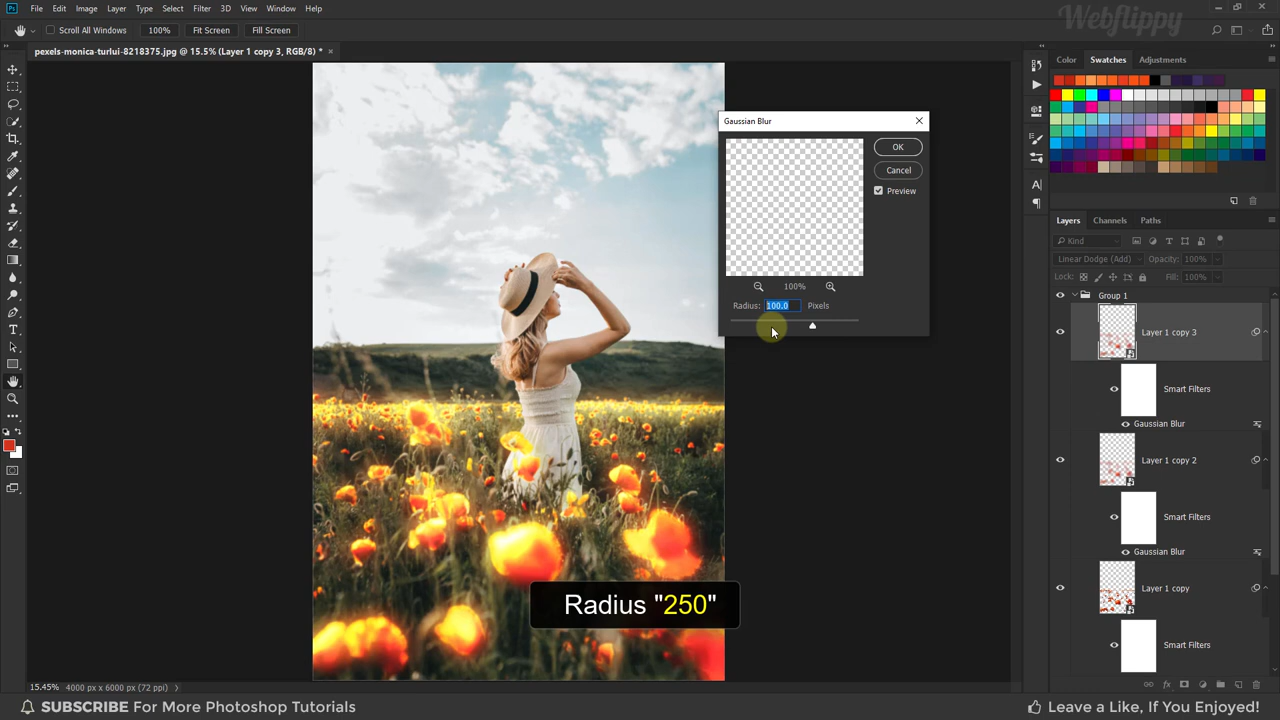 Webflippy
Ps File Edit Image Layer Type Select Filter 3D View Window Help
Scroll All Windows 100% Fit Screen Fill Screen
pexels-monica-turlui-8218375.jpg @ 15.5% (Layer 1 copy 3, RGB/8) * ×
Color Swatches Adjustments
Gaussian Blur
OK
Cancel
Preview
100%
Radius: 100.0 Pixels
Layers Channels Paths
Kind
Linear Dodge (Add) Opacity: 100%
Lock: Fill: 100%
Group 1
Layer 1 copy 3
Smart Filters
Gaussian Blur
Layer 1 copy 2
Smart Filters
Gaussian Blur
Layer 1 copy
Smart Filters
Radius "250"
15.45% 4000 px x 6000 px (72 ppi)
SUBSCRIBE For More Photoshop Tutorials
Leave a Like, If You Enjoyed!